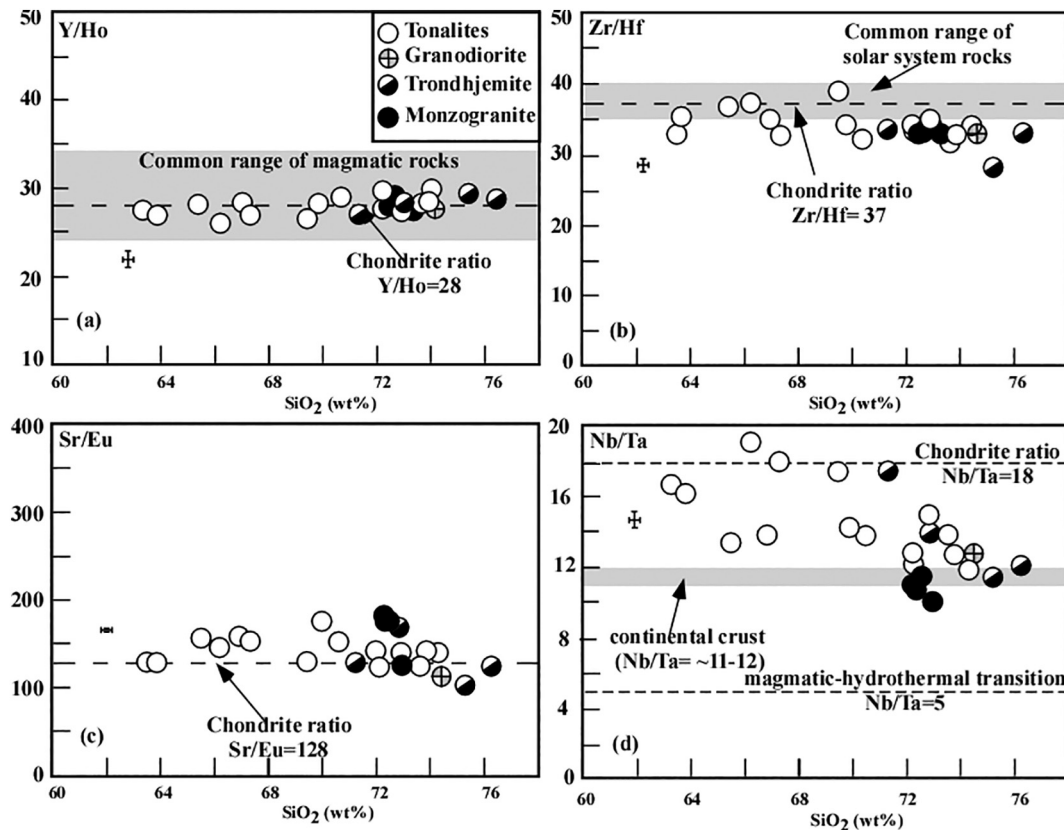 50
Y/Ho
Tonalites
Granodiorite
Trondhjemite
Monzogranite
40
Common range of magmatic rocks
30
20
Chondrite ratio
Y/Ho=28
(a)
10
60 64 68 72 76
SiO2 (wt%)
50
Zr/Hf
Common range of
solar system rocks
40
30
Chondrite ratio
Zr/Hf= 37
20
10
(b)
0
60 64 68 72 76
SiO2 (wt%)
400
Sr/Eu
300
200
100
Chondrite ratio
Sr/Eu=128
(c)
0
60 64 68 72 76
SiO2 (wt%)
20
Nb/Ta
Chondrite ratio
Nb/Ta=18
16
12
continental crust
(Nb/Ta= ~11-12)
8
magmatic-hydrothermal transition
Nb/Ta=5
4
(d)
0
60 64 68 72 76
SiO2 (wt%)